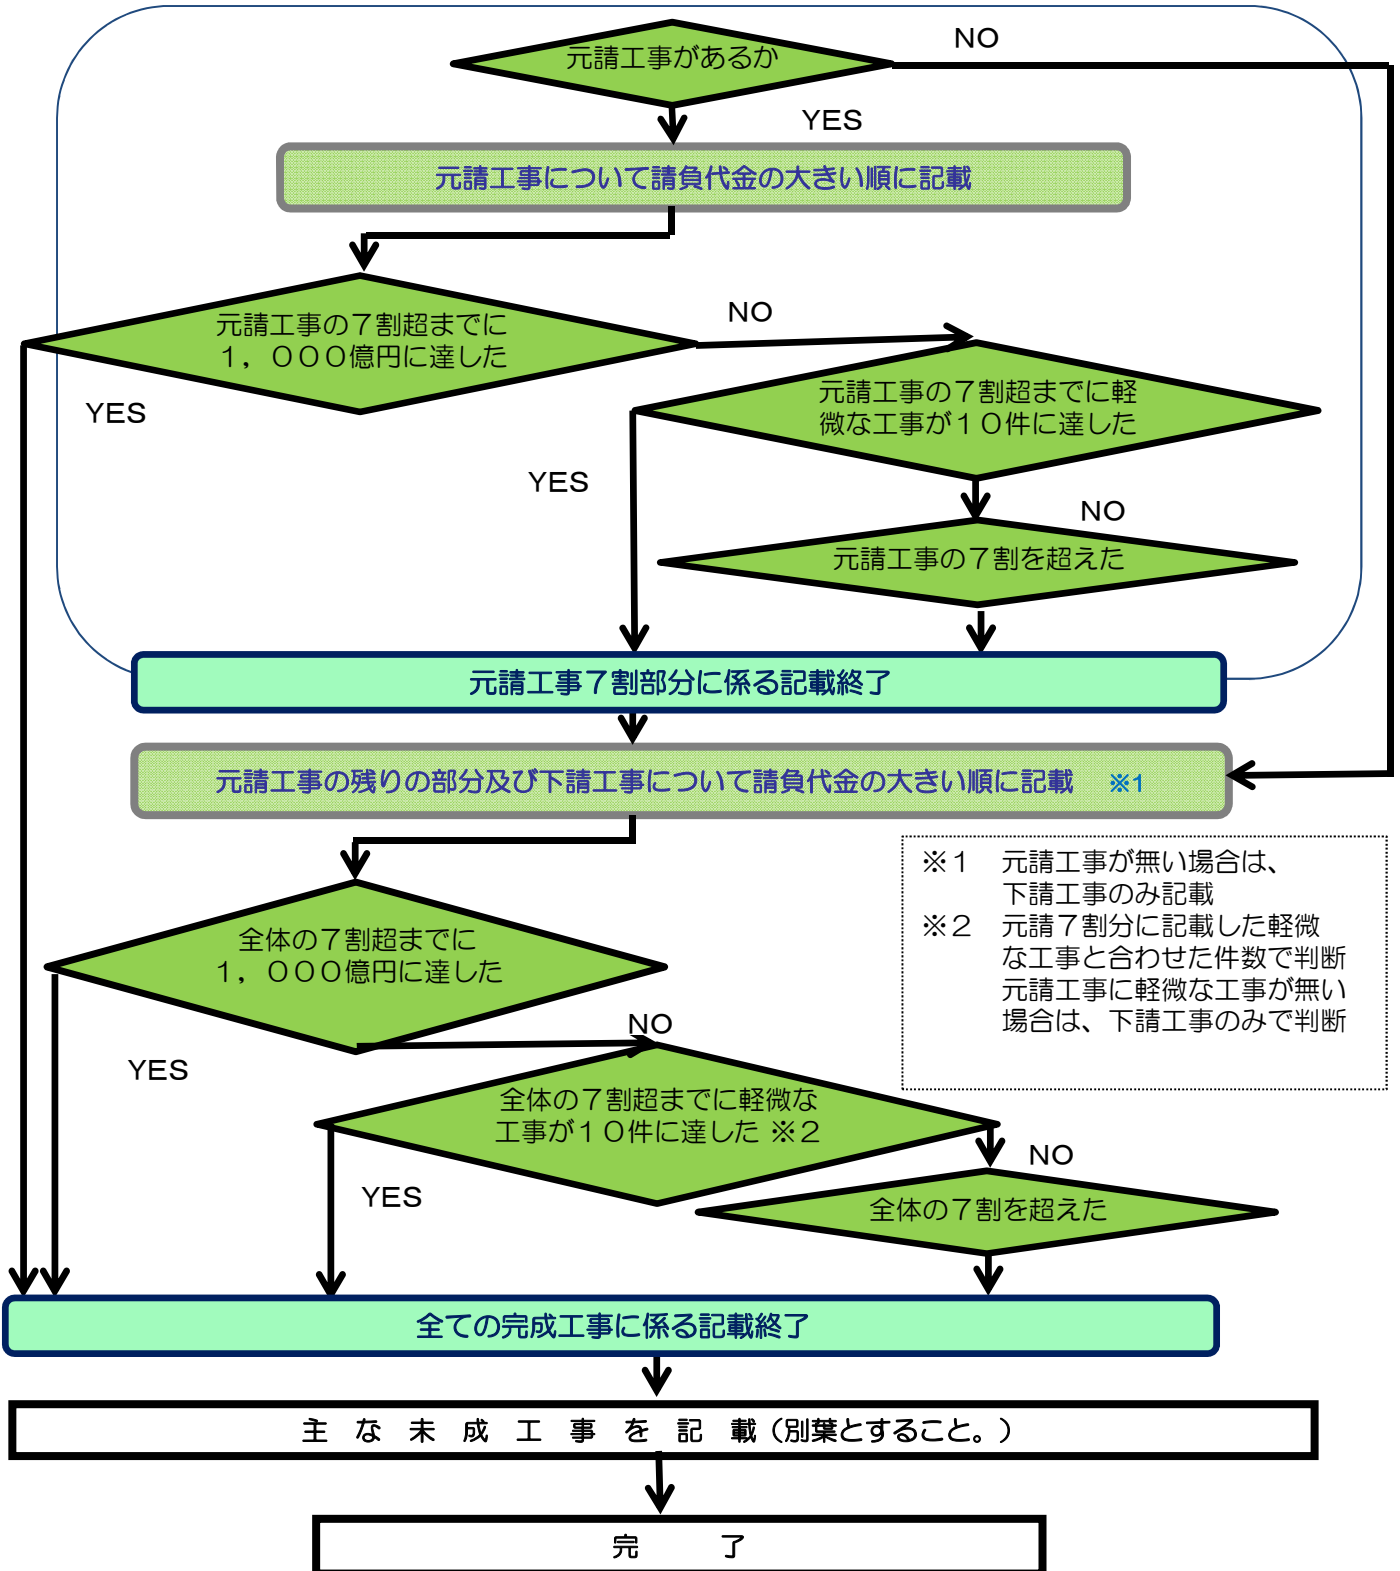 元請工事があるか
NO
YES
元請工事について請負代金の大きい順に記載
元請工事の７割超までに
１，０００億円に達した
NO
YES
元請工事の７割超までに軽
微な工事が１０件に達した
YES
NO
元請工事の７割を超えた
元請工事７割部分に係る記載終了
元請工事の残りの部分及び下請工事について請負代金の大きい順に記載　※1
※１　元請工事が無い場合は、
下請工事のみ記載
※２　元請７割分に記載した軽微
な工事と合わせた件数で判断
元請工事に軽微な工事が無い
場合は、下請工事のみで判断
全体の７割超までに
１，０００億円に達した
NO
YES
全体の７割超までに軽微な
工事が１０件に達した ※２
NO
YES
全体の７割を超えた
全ての完成工事に係る記載終了
主　な　未　成　工　事　を　記　載（別葉とすること。）
完　　　了